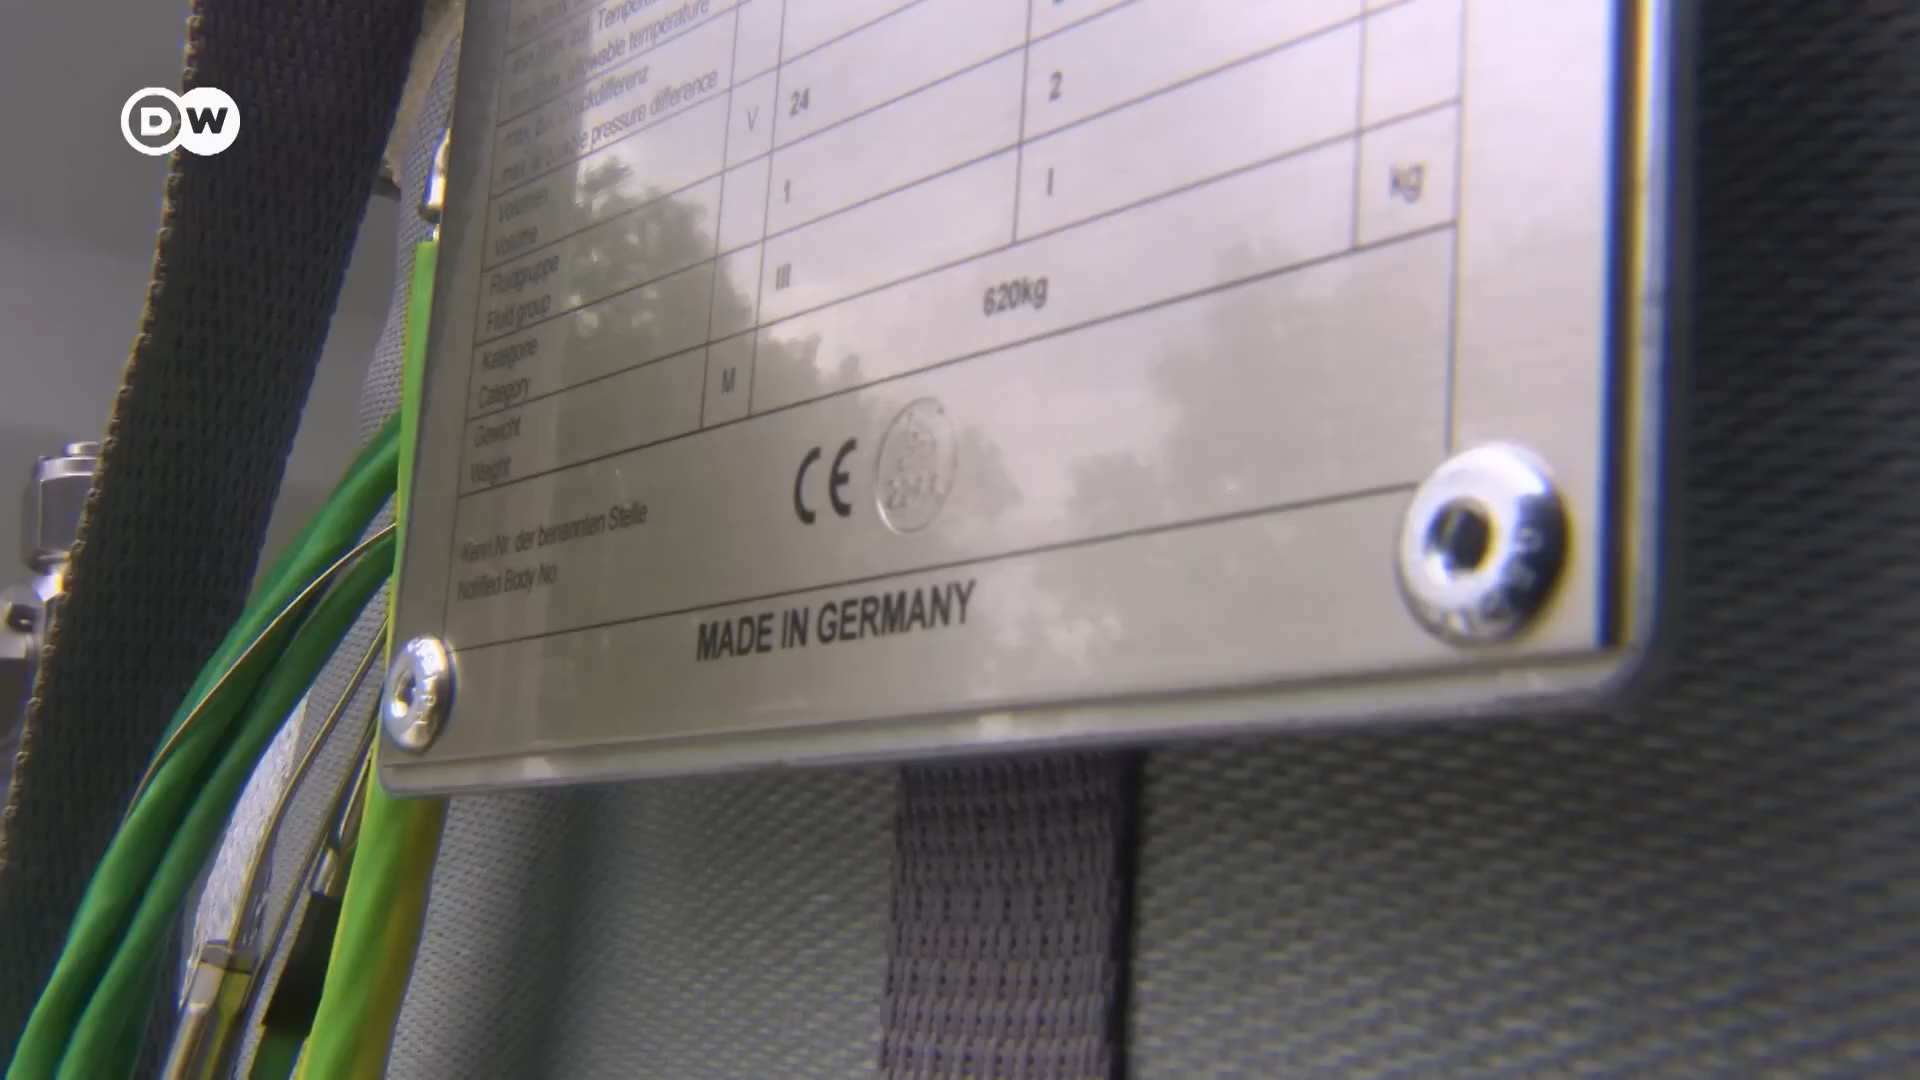 DW
max. zul. Druckdifferenz
max. allowable pressure difference
allowable temperature
Volumen
Volume
V
24
2
Fluidgruppe
Fluid group
1
I
kg
Kategorie
Category
III
Gewicht
Weight
M
620kg
Kenn Nr. der benannten Stelle
Notified Body No
CE
MADE IN GERMANY